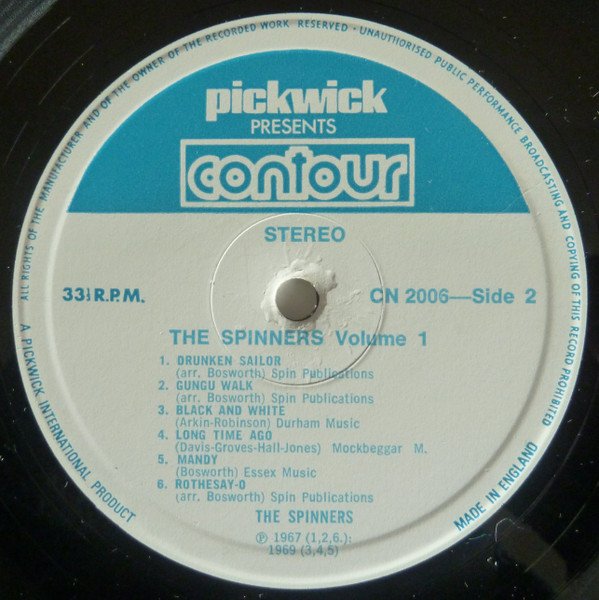 ALL RIGHTS OF THE MANUFACTURER AND OF THE OWNER OF THE RECORDED WORK RESERVED - UNAUTHORISED PUBLIC PERFORMANCE BROADCASTING AND COPYING OF THIS RECORD PROHIBITED
pickwick
PRESENTS
contour
STEREO
33⅓ R.P.M.
CN 2006—Side 2
THE SPINNERS Volume 1
1. DRUNKEN SAILOR
(arr. Bosworth) Spin Publications
2. GUNGU WALK
(arr. Bosworth) Spin Publications
3. BLACK AND WHITE
(Arkin-Robinson) Durham Music
4. LONG TIME AGO
(Davis-Groves-Hall-Jones) Mockbeggar M.
5. MANDY
(Bosworth) Essex Music
6. ROTHESAY-O
(arr. Bosworth) Spin Publications
THE SPINNERS
℗ 1967 (1,2,6.):
1969 (3,4,5)
A PICKWICK INTERNATIONAL PRODUCT
MADE IN ENGLAND